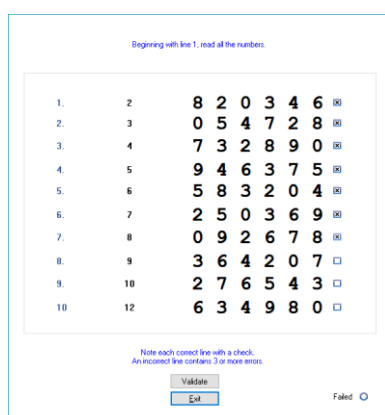 Beginning with line 1, read all the numbers.
1. 2 8 2 0 3 4 6
2. 3 0 5 4 7 2 8
3. 4 7 3 2 8 9 0
4. 5 9 4 6 3 7 5
5. 6 5 8 3 2 0 4
6. 7 2 5 0 3 6 9
7. 8 0 9 2 6 7 8
8. 9 3 6 4 2 0 7
9. 10 2 7 6 5 4 3
10 12 6 3 4 9 8 0
Note each correct line with a check.
An incorrect line contains 3 or more errors.
Validate
Exit
Failed